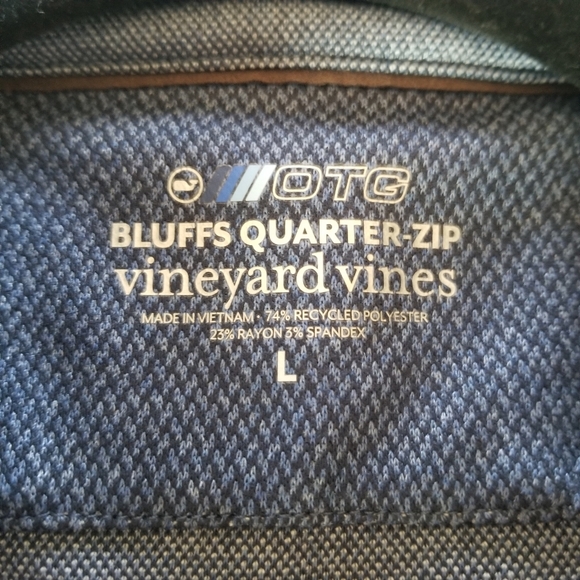 OTG
BLUFFS QUARTER-ZIP
vineyard vines
MADE IN VIETNAM · 74% RECYCLED POLYESTER
23% RAYON 3% SPANDEX
L